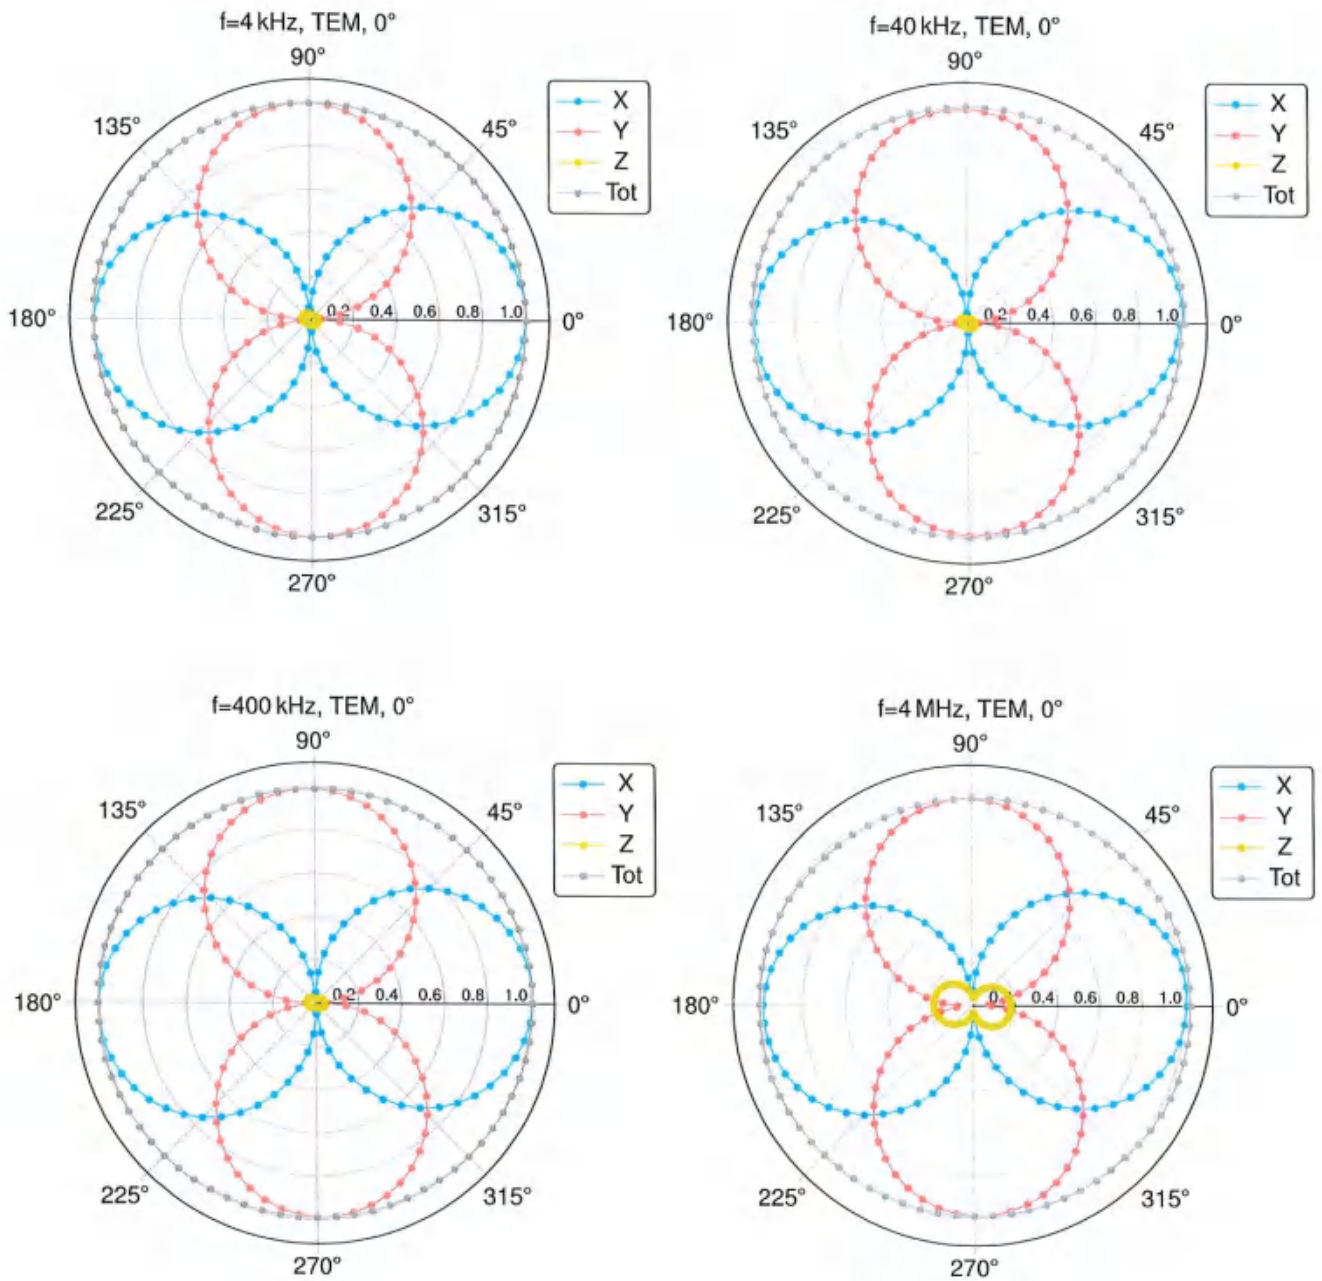 f=4 kHz, TEM, 0°
90°
135°
45°
X
Y
Z
Tot
180°
0.2 0.4 0.6 0.8 1.0
0°
225°
315°
270°
f=40 kHz, TEM, 0°
90°
135°
45°
X
Y
Z
Tot
180°
0.2 0.4 0.6 0.8 1.0
0°
225°
315°
270°
f=400 kHz, TEM, 0°
90°
135°
45°
X
Y
Z
Tot
180°
0.2 0.4 0.6 0.8 1.0
0°
225°
315°
270°
f=4 MHz, TEM, 0°
90°
135°
45°
X
Y
Z
Tot
180°
0.4 0.6 0.8 1.0
0°
225°
315°
270°